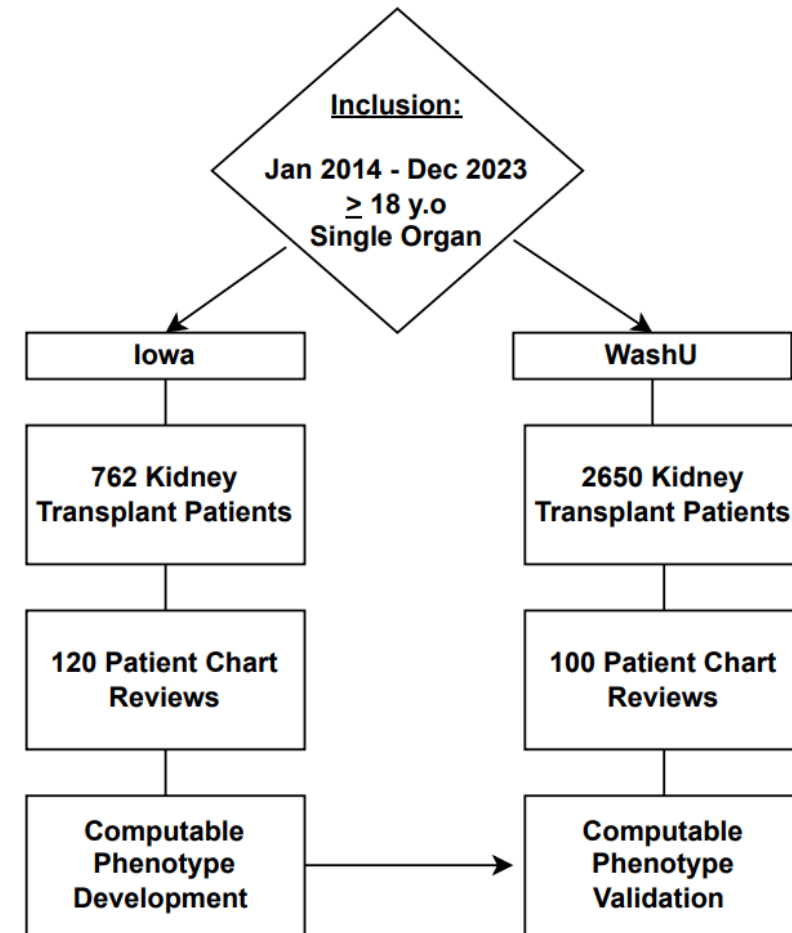 Inclusion:
Jan 2014 - Dec 2023
≥ 18 y.o
Single Organ
Iowa
WashU
762 Kidney
Transplant Patients
2650 Kidney
Transplant Patients
120 Patient Chart
Reviews
100 Patient Chart
Reviews
Computable
Phenotype
Development
Computable
Phenotype
Validation